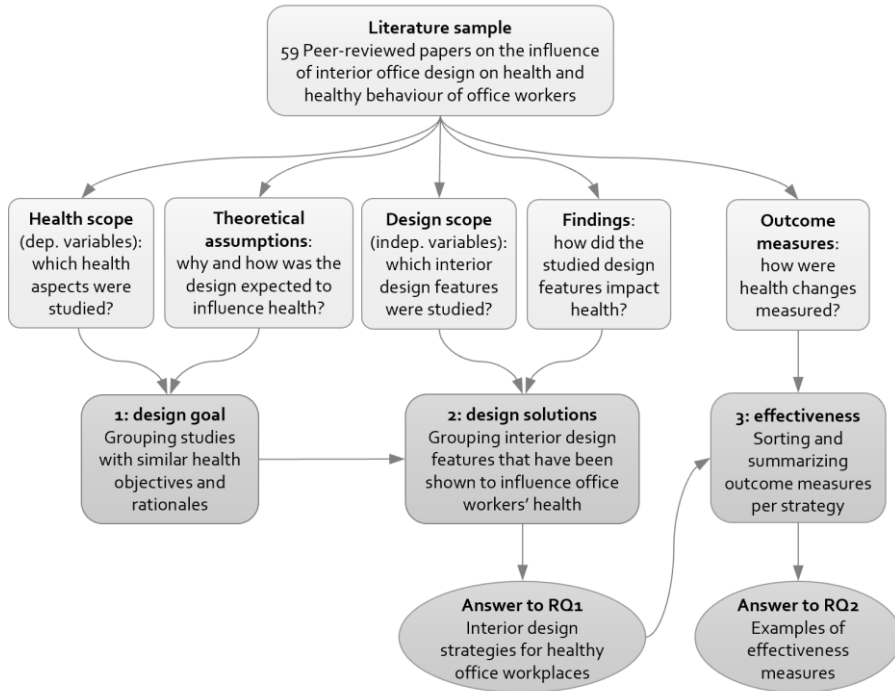 Literature sample
59 Peer-reviewed papers on the influence
of interior office design on health and
healthy behaviour of office workers
Health scope
(dep. variables):
which health
aspects were
studied?
Theoretical
assumptions:
why and how was the
design expected to
influence health?
Design scope
(indep. variables):
which interior
design features
were studied?
Findings:
how did the
studied design
features impact
health?
Outcome
measures:
how were
health changes
measured?
1: design goal
Grouping studies
with similar health
objectives and
rationales
2: design solutions
Grouping interior design
features that have been
shown to influence office
workers' health
3: effectiveness
Sorting and
summarizing
outcome measures
per strategy
Answer to RQ1
Interior design
strategies for healthy
office workplaces
Answer to RQ2
Examples of
effectiveness
measures